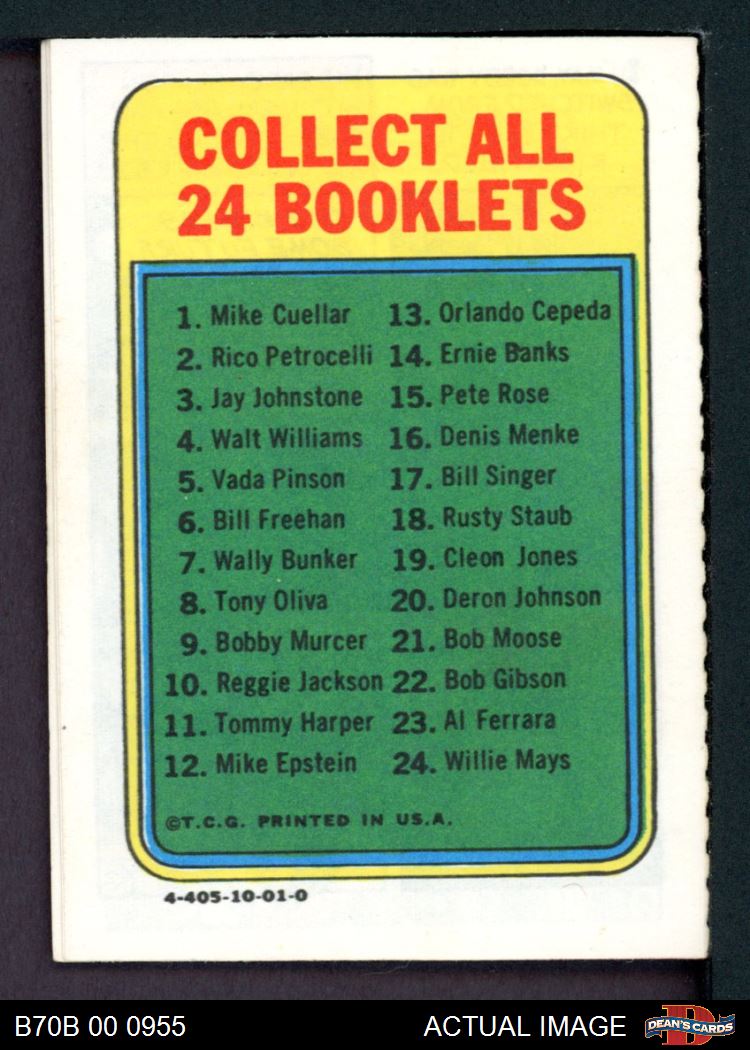 COLLECT ALL
24 BOOKLETS
1. Mike Cuellar
2. Rico Petrocelli
3. Jay Johnstone
4. Walt Williams
5. Vada Pinson
6. Bill Freehan
7. Wally Bunker
8. Tony Oliva
9. Bobby Murcer
10. Reggie Jackson
11. Tommy Harper
12. Mike Epstein
13. Orlando Cepeda
14. Ernie Banks
15. Pete Rose
16. Denis Menke
17. Bill Singer
18. Rusty Staub
19. Cleon Jones
20. Deron Johnson
21. Bob Moose
22. Bob Gibson
23. Al Ferrara
24. Willie Mays
©T.C.G. PRINTED IN U.S.A.
4-405-10-01-0
B70B 00 0955
ACTUAL IMAGE
D
DEAN'S CARDS